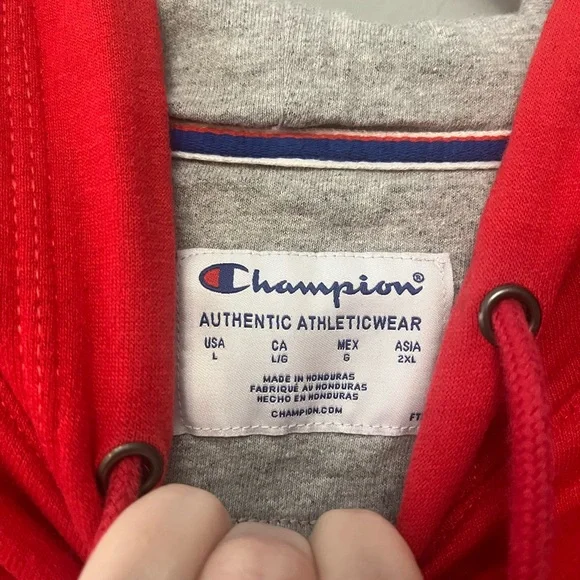 Champion®
AUTHENTIC ATHLETICWEAR
USA CA MEX ASIA
L L/G G 2XL
MADE IN HONDURAS
FABRIQUÉ AU HONDURAS
HECHO EN HONDURAS
CHAMPION.COM
FT